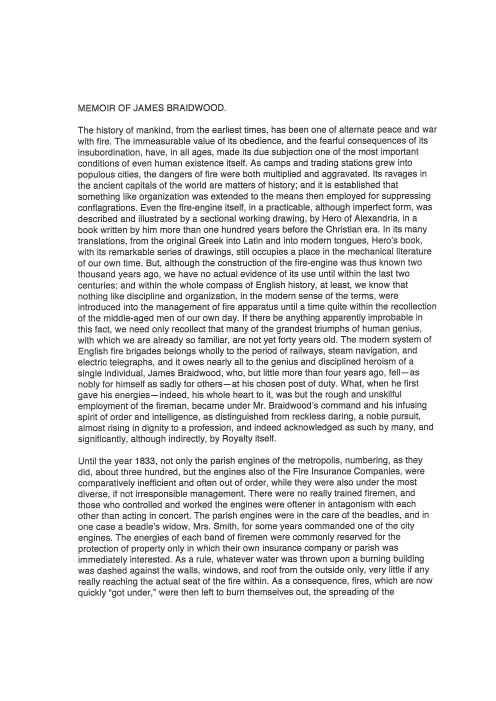 MEMOIR OF JAMES BRAIDWOOD.
The history of mankind, from the earliest times, has been one of alternate peace and war
with fire. The immeasurable value of its obedience, and the fearful consequences of its
insubordination, have, in all ages, made its due subjection one of the most important
conditions of even human existence itself. As camps and trading stations grew into
populous cities, the dangers of fire were both multiplied and aggravated. Its ravages in
the ancient capitals of the world are matters of history; and it is established that
something like organization was extended to the means then employed for suppressing
conflagrations. Even the fire-engine itself, in a practicable, although imperfect form, was
described and illustrated by a sectional working drawing, by Hero of Alexandria, in a
book written by him more than one hundred years before the Christian era. In its many
translations, from the original Greek into Latin and into modern tongues, Hero's book,
with its remarkable series of drawings, still occupies a place in the mechanical literature
of our own time. But, although the construction of the fire-engine was thus known two
thousand years ago, we have no actual evidence of its use until within the last two
centuries; and within the whole compass of English history, at least, we know that
nothing like discipline and organization, in the modern sense of the terms, were
introduced into the management of fire apparatus until a time quite within the recollection
of the middle-aged men of our own day. If there be anything apparently improbable in
this fact, we need only recollect that many of the grandest triumphs of human genius,
with which we are already so familiar, are not yet forty years old. The modern system of
English fire brigades belongs wholly to the period of railways, steam navigation, and
electric telegraphs, and it owes nearly all to the genius and disciplined heroism of a
single individual, James Braidwood, who, but little more than four years ago, fell—as
nobly for himself as sadly for others—at his chosen post of duty. What, when he first
gave his energies—indeed, his whole heart to it, was but the rough and unskilful
employment of the fireman, became under Mr. Braidwood's command and his infusing
spirit of order and intelligence, as distinguished from reckless daring, a noble pursuit,
almost rising in dignity to a profession, and indeed acknowledged as such by many, and
significantly, although indirectly, by Royalty itself.
Until the year 1833, not only the parish engines of the metropolis, numbering, as they
did, about three hundred, but the engines also of the Fire Insurance Companies, were
comparatively inefficient and often out of order, while they were also under the most
diverse, if not irresponsible management. There were no really trained firemen, and
those who controlled and worked the engines were oftener in antagonism with each
other than acting in concert. The parish engines were in the care of the beadles, and in
one case a beadle's widow, Mrs. Smith, for some years commanded one of the city
engines. The energies of each band of firemen were commonly reserved for the
protection of property only in which their own insurance company or parish was
immediately interested. As a rule, whatever water was thrown upon a burning building
was dashed against the walls, windows, and roof from the outside only, very little if any
really reaching the actual seat of the fire within. As a consequence, fires, which are now
quickly "got under," were then left to burn themselves out, the spreading of the